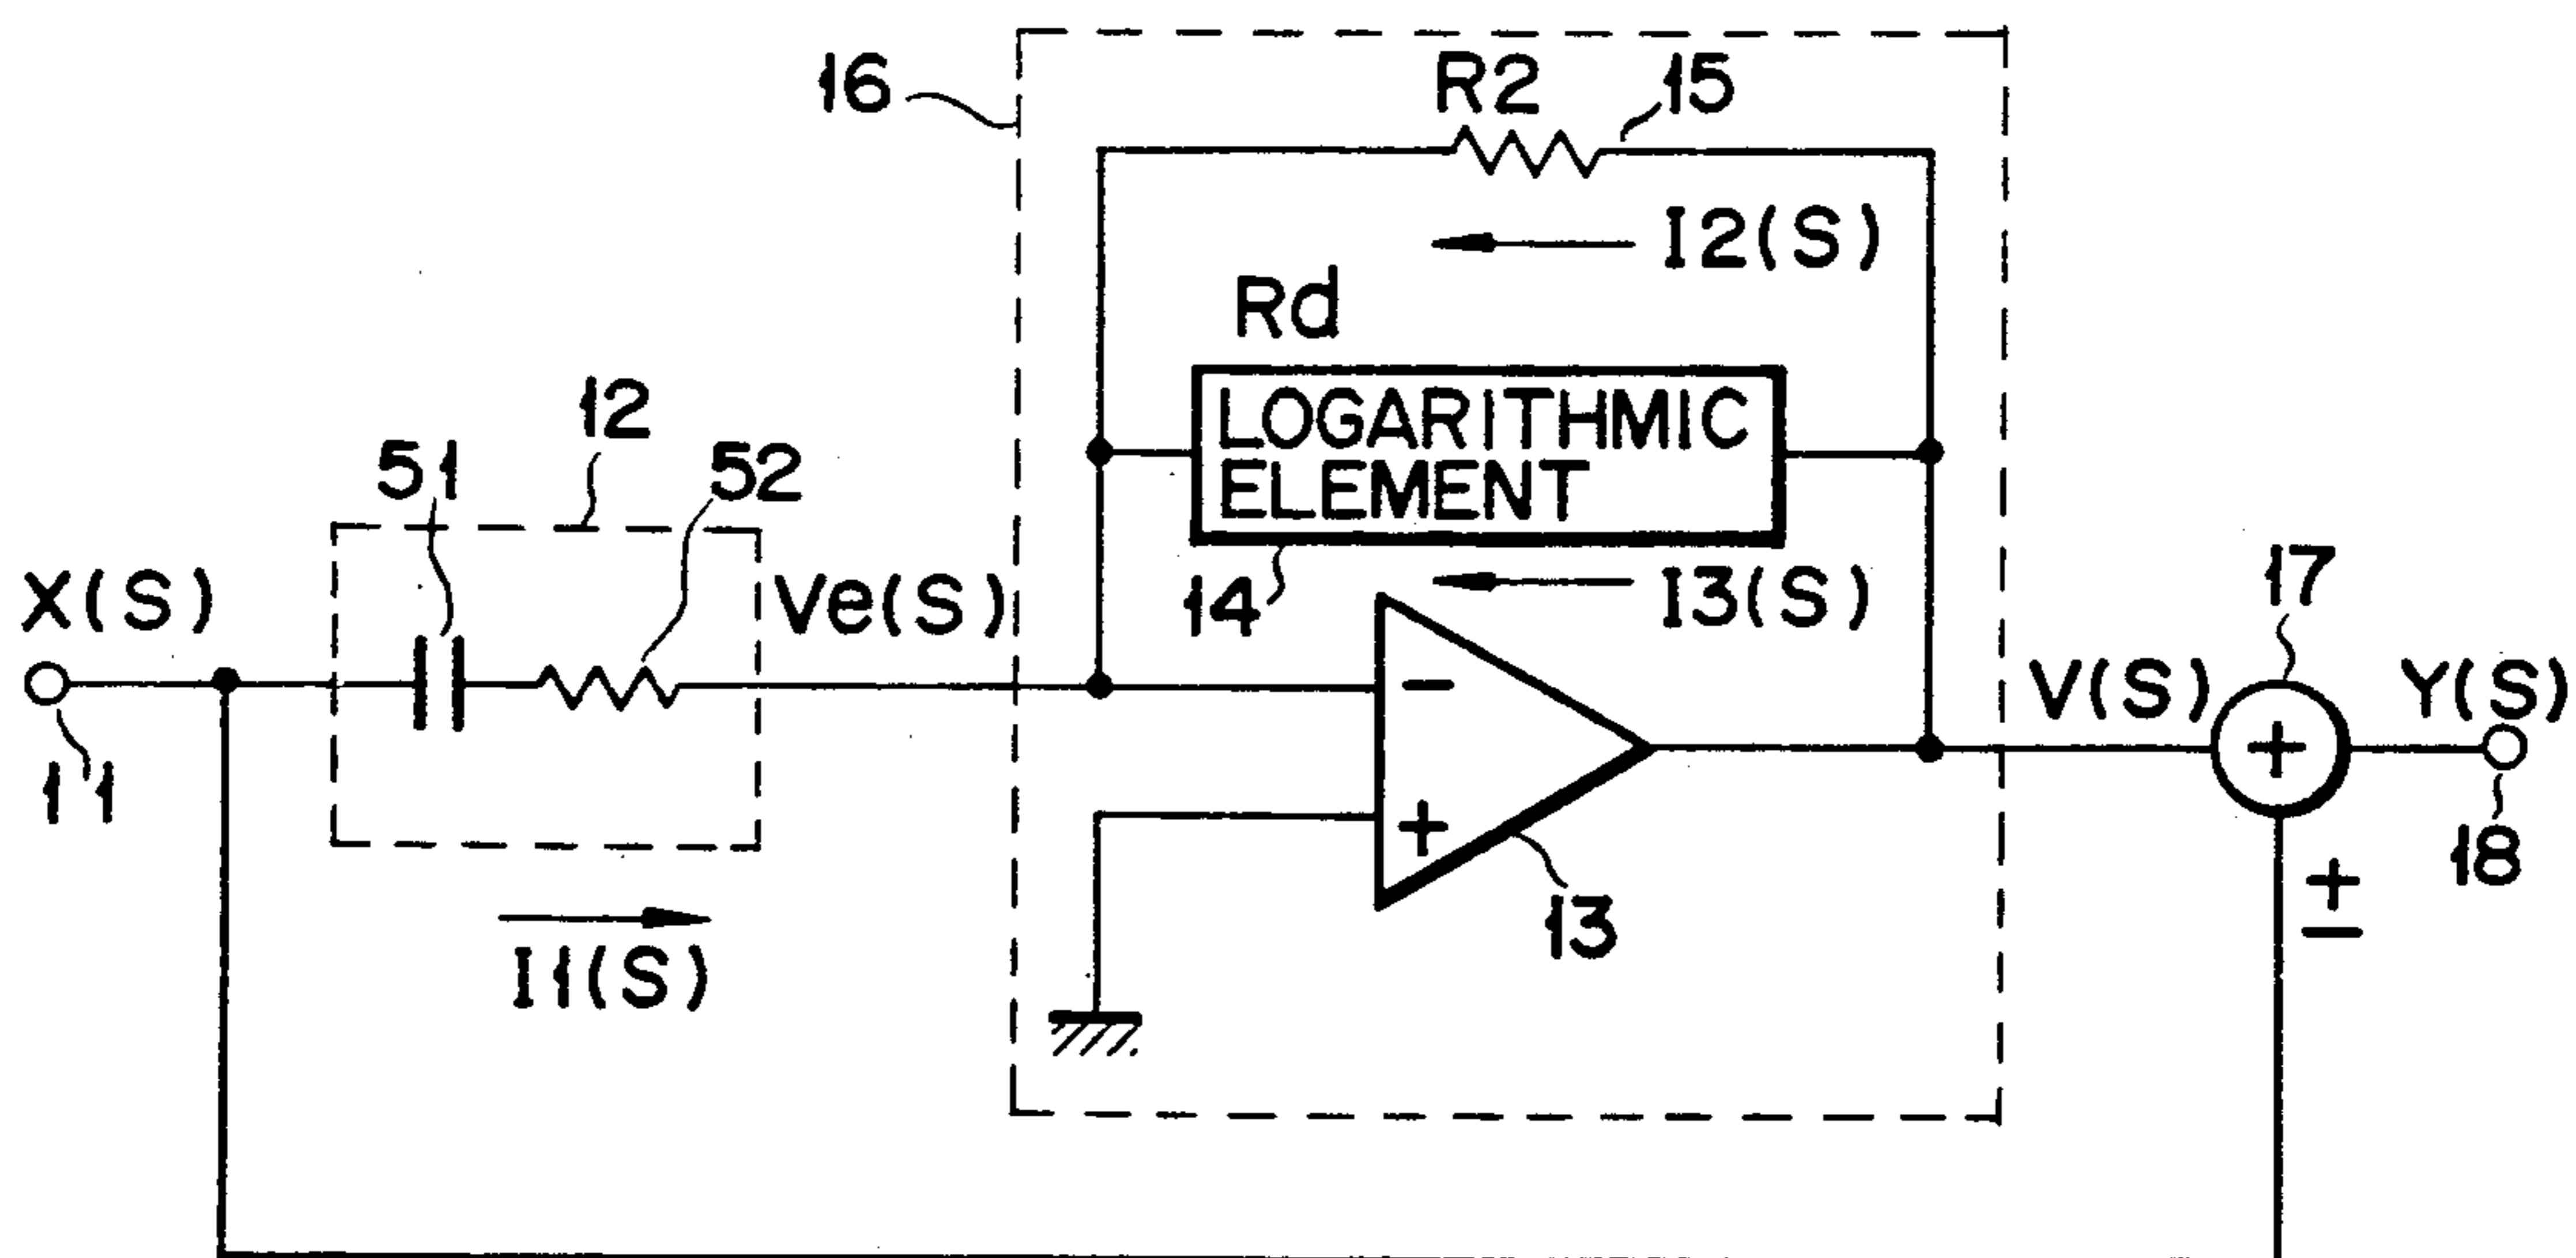 16
R2
15
I2(S)
Rd
12
51
52
LOGARITHMIC
ELEMENT
X(S)
Ve(S)
14
I3(S)
17
−
V(S)
Y(S)
11
+
+
13
18
+
−
I1(S)